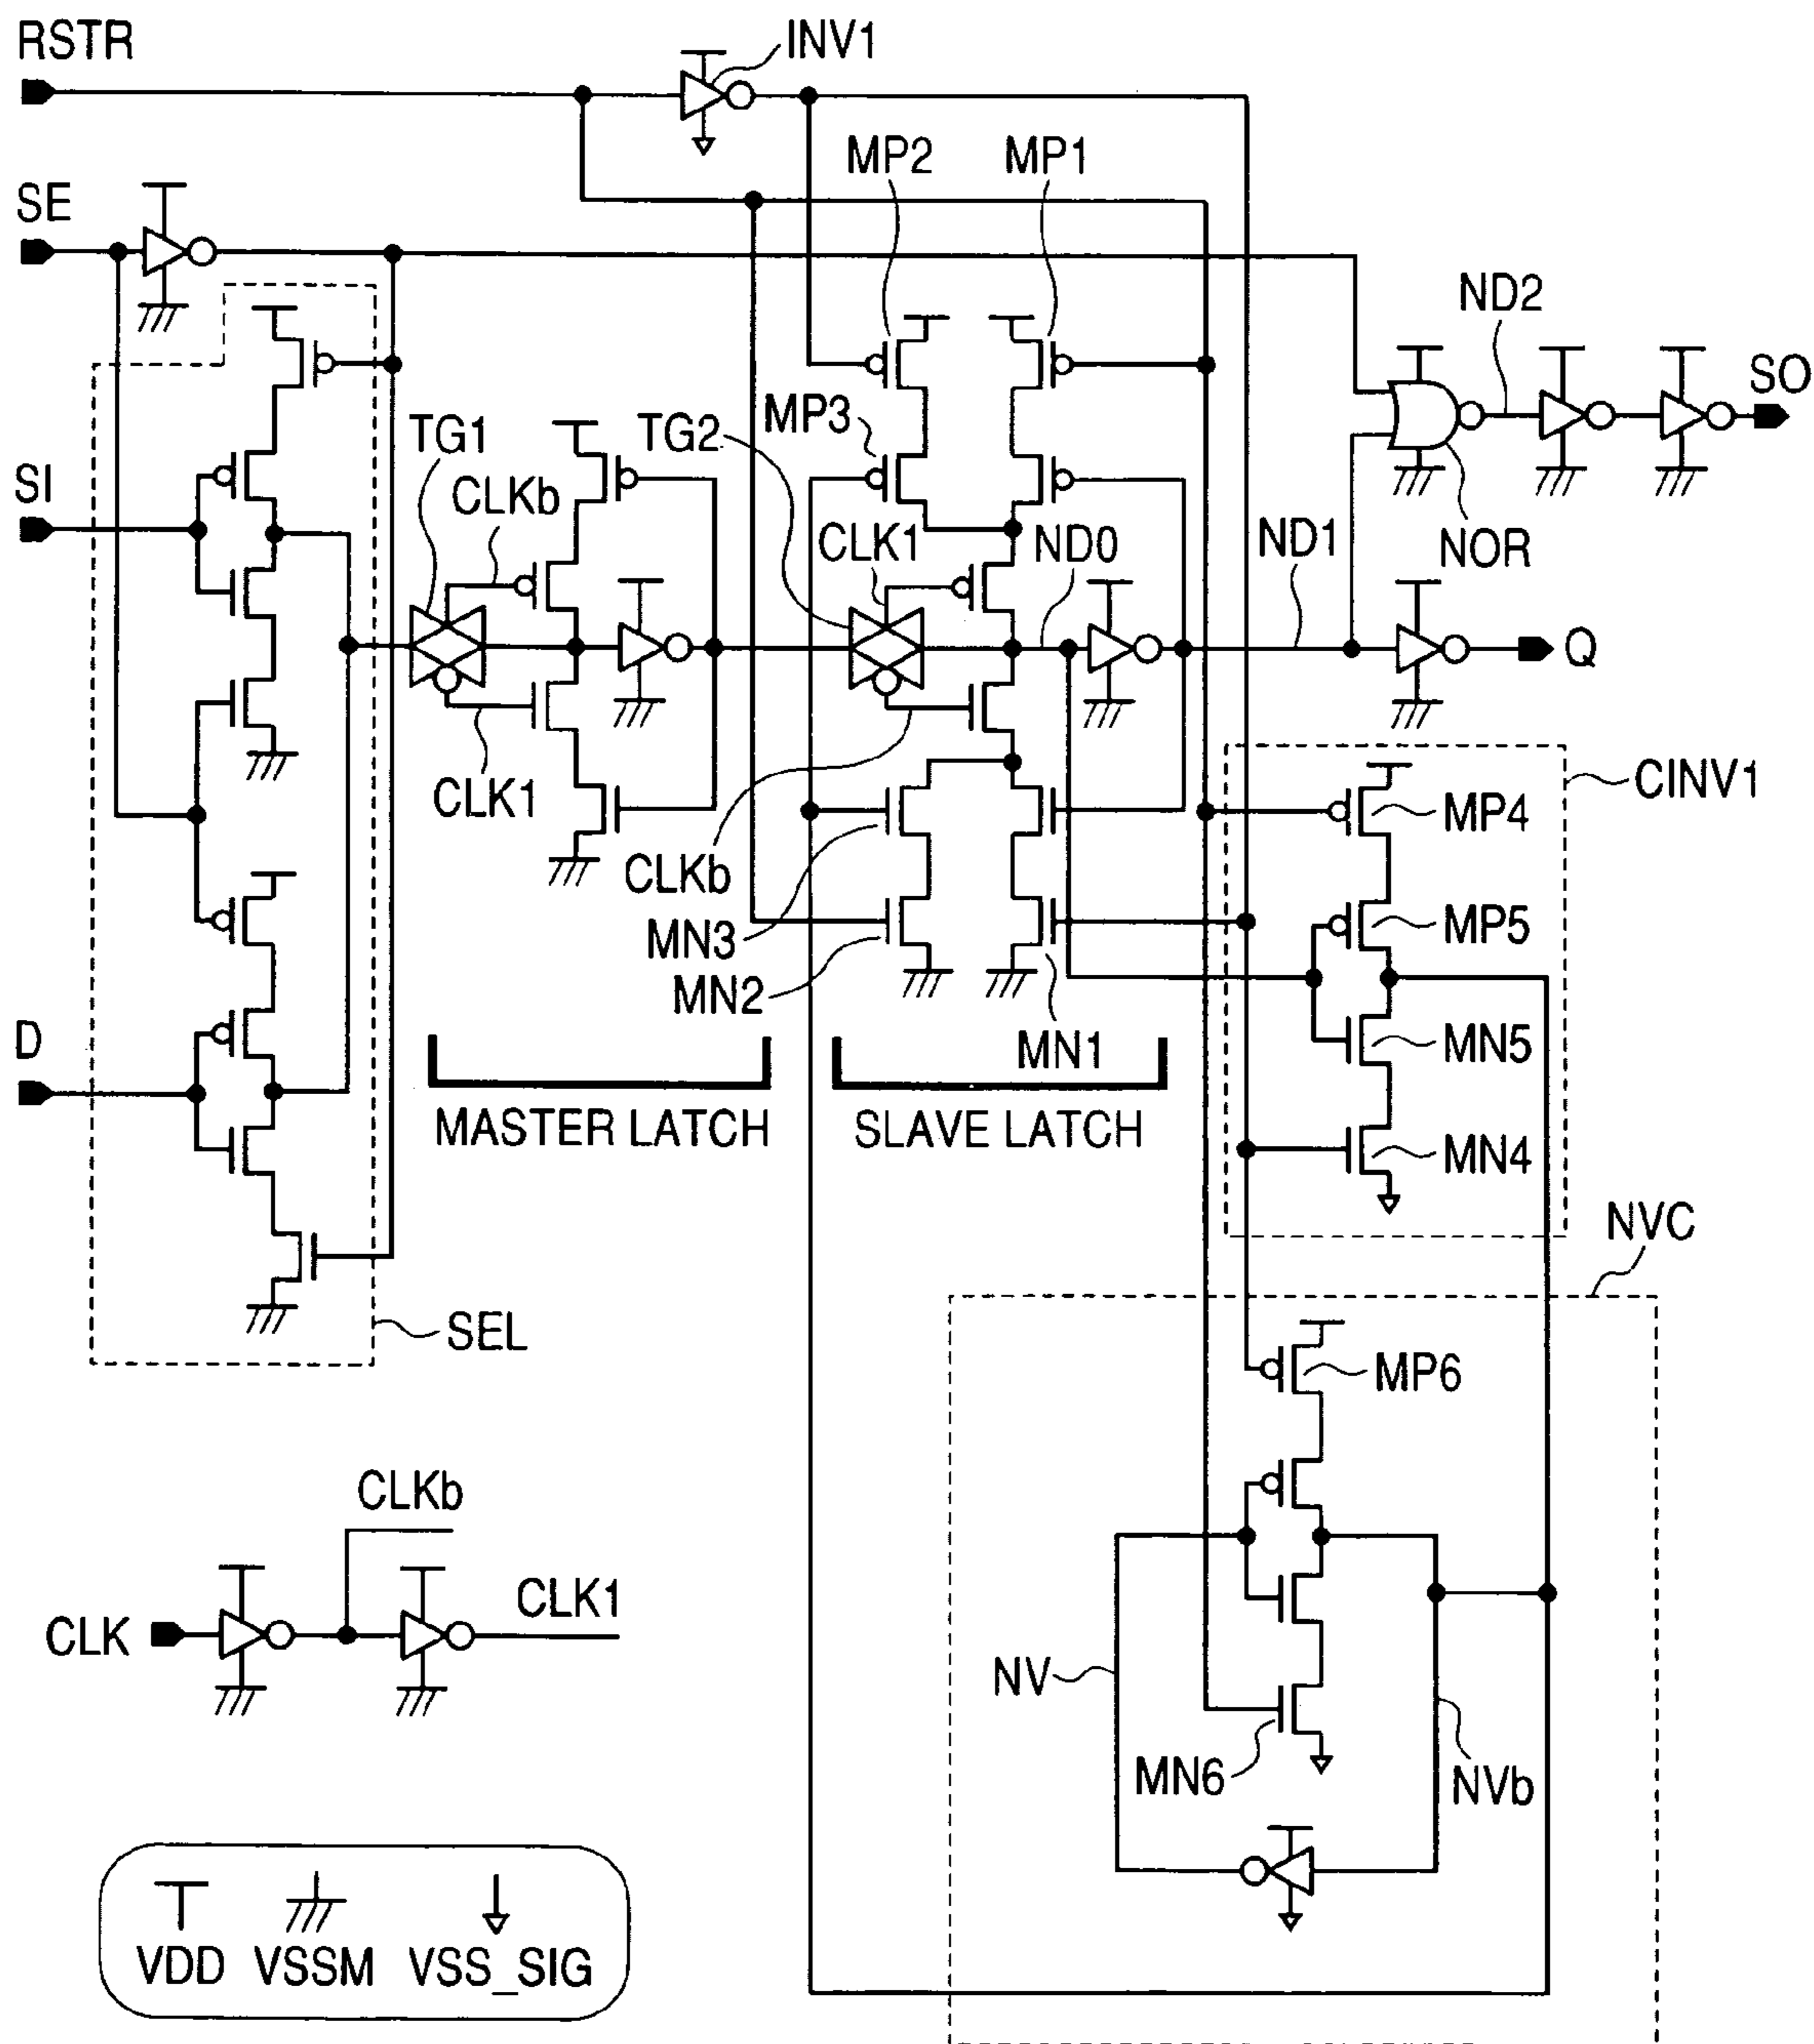 RSTR
INV1
MP2
MP1
SE
ND2
SO
MP3
TG1
TG2
CLKb
SI
CLK1
ND0
ND1
NOR
Q
CLK1
CINV1
MP4
CLKb
MN3
MP5
MN2
D
MN1
MN5
MASTER LATCH
SLAVE LATCH
MN4
NVC
SEL
MP6
CLKb
CLK1
CLK
NV
MN6
NVb
VDD
VSSM
VSS_SIG